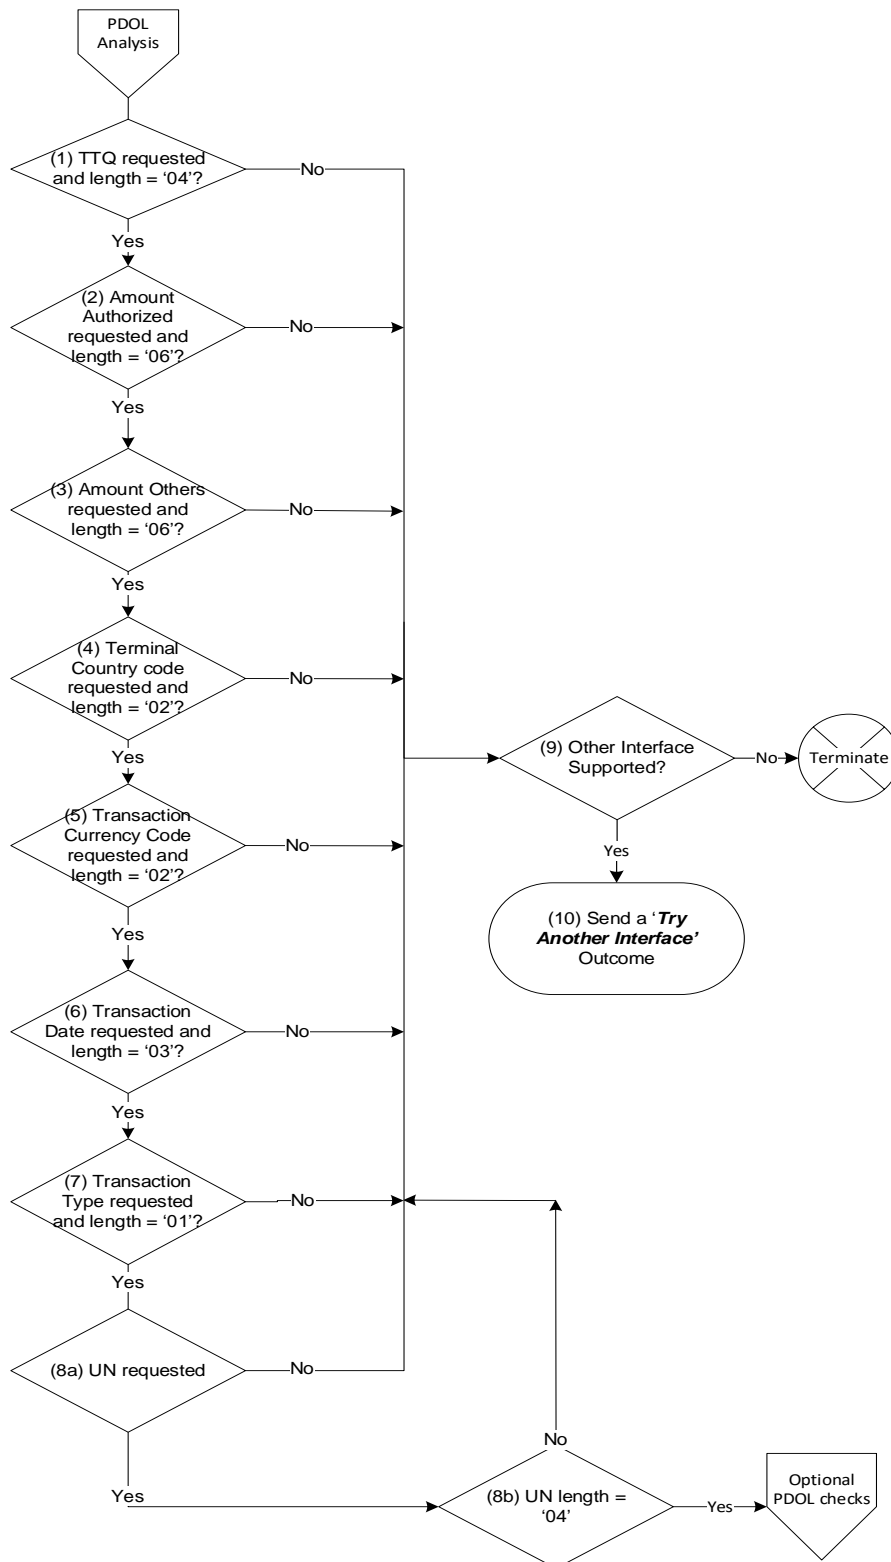 PDOL
Analysis
(1) TTQ requested
and length = ‘04’?
No
Yes
(2) Amount
Authorized
requested and
length = ‘06’?
No
Yes
(3) Amount Others
requested and
length = ‘06’?
No
Yes
(4) Terminal
Country code
requested and
length = ‘02’?
No
Yes
(9) Other Interface
Supported?
No
Terminate
Yes
(10) Send a ‘Try
Another Interface’
Outcome
(5) Transaction
Currency Code
requested and
length = ‘02’?
No
Yes
(6) Transaction
Date requested and
length = ‘03’?
No
Yes
(7) Transaction
Type requested
and length = ‘01’?
No
Yes
(8a) UN requested
No
Yes
No
(8b) UN length =
‘04’
Yes
Optional
PDOL checks